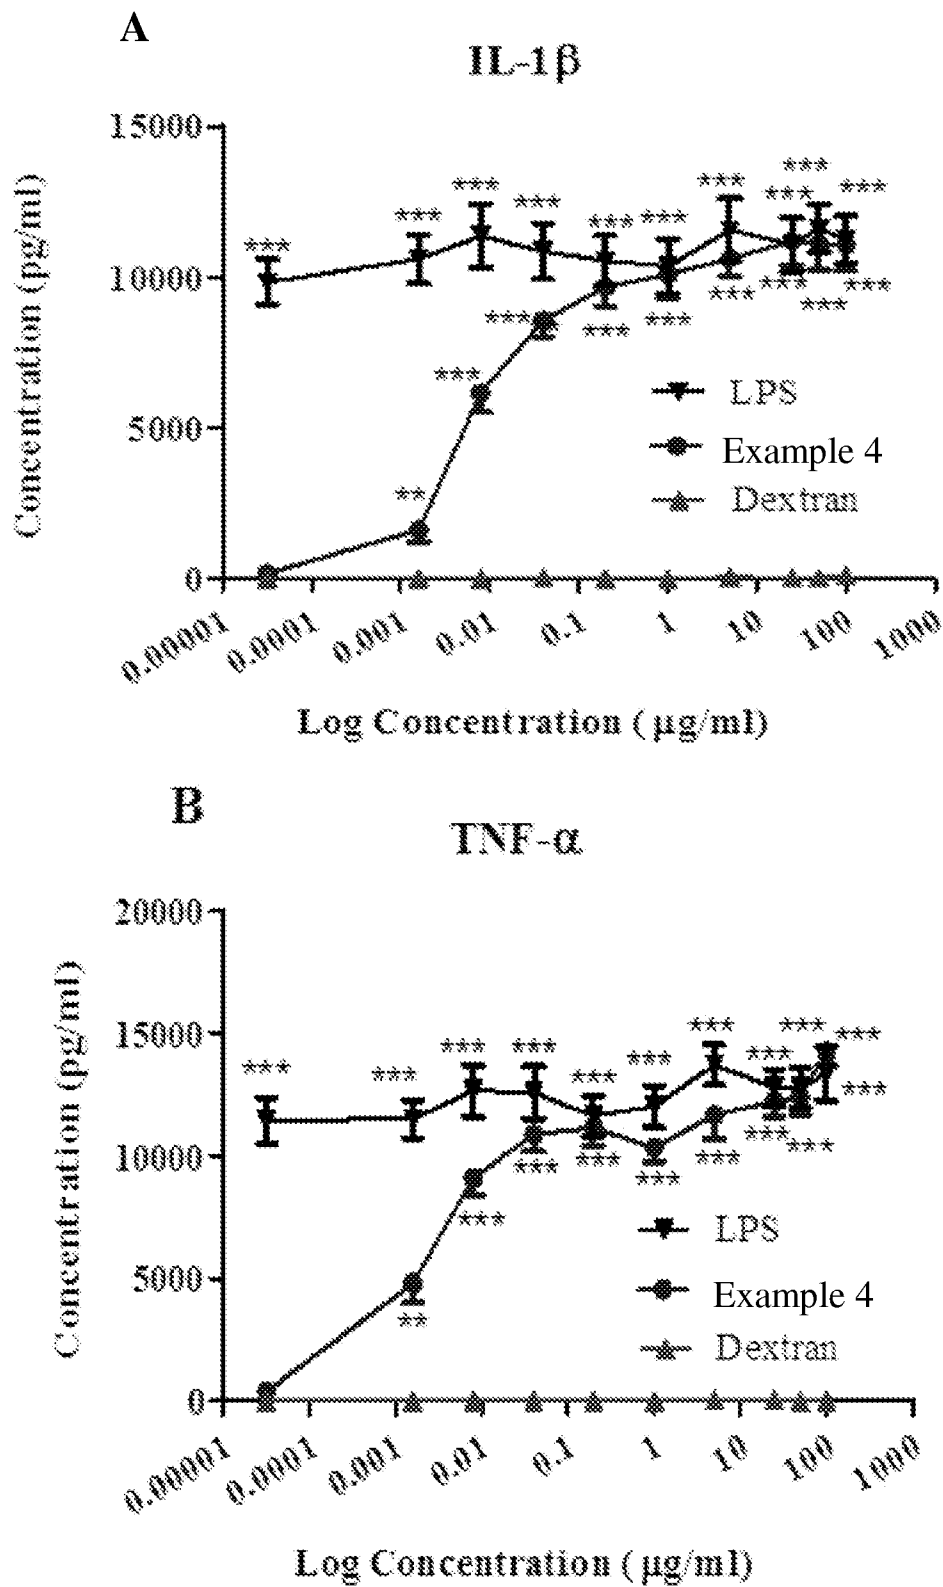 A
IL-1β
Concentration (pg/ml)
15000
10000
5000
0
*** *** *** *** *** *** *** *** *** ***
** *** *** *** *** *** *** *** ***
LPS
Example 4
Dextran
0.00001 0.0001 0.001 0.01 0.1 1 10 100 1000
Log Concentration (µg/ml)
B
TNF-α
Concentration (pg/ml)
20000
15000
10000
5000
0
*** *** *** *** *** *** *** *** *** ***
** *** *** *** *** *** *** *** ***
LPS
Example 4
Dextran
0.00001 0.0001 0.001 0.01 0.1 1 10 100 1000
Log Concentration (µg/ml)